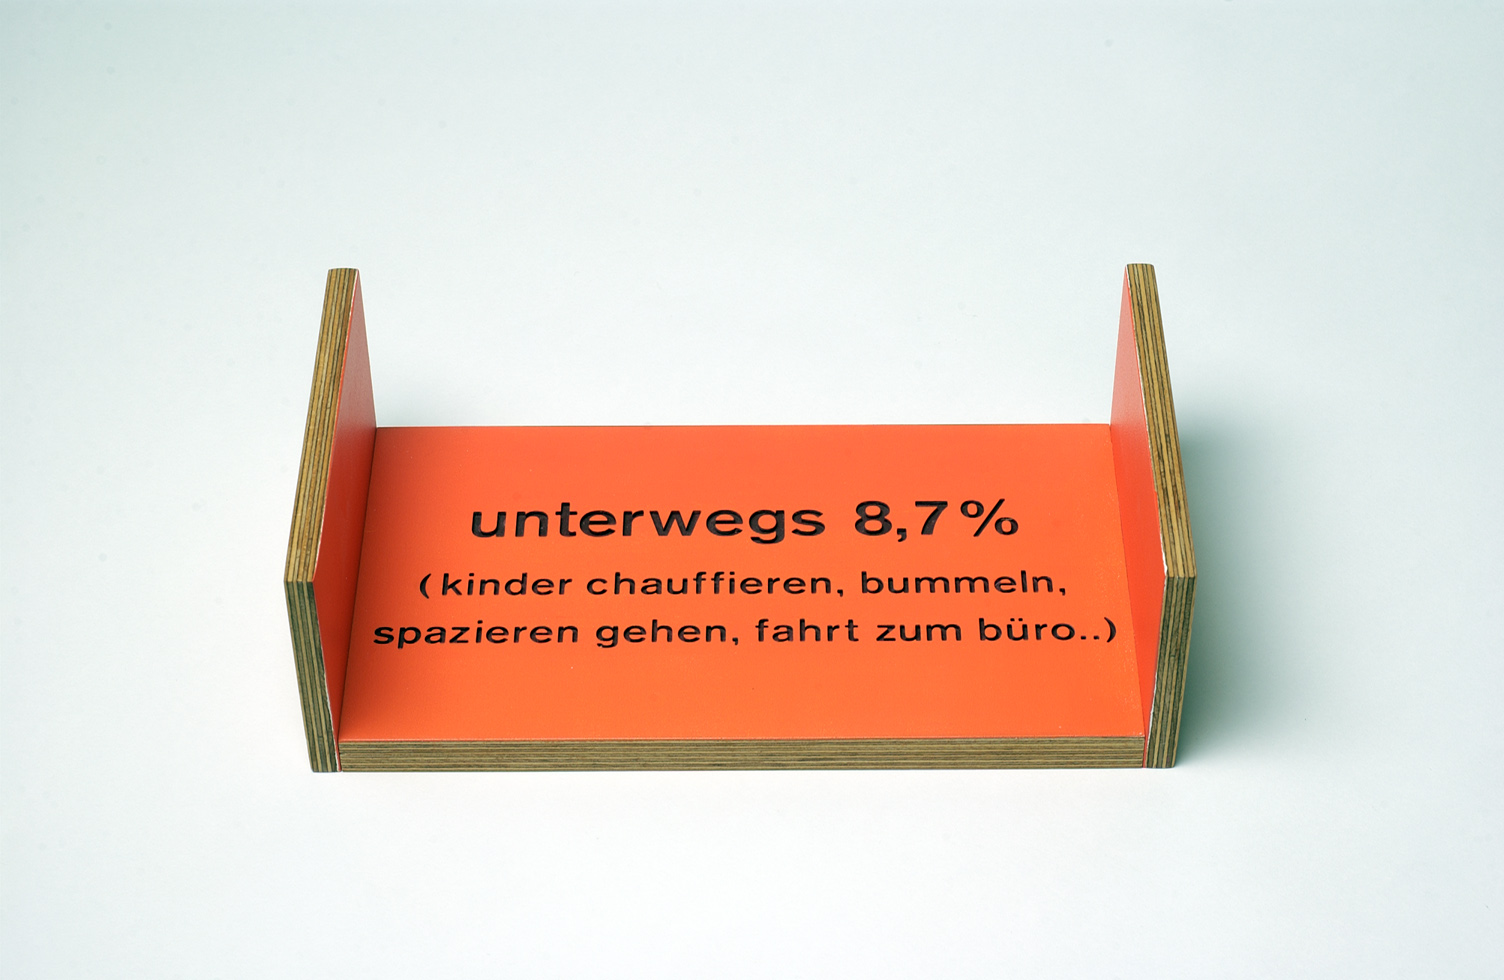 unterwegs 8,7%
(kinder chauffieren, bummeln,
spazieren gehen, fahrt zum büro..)